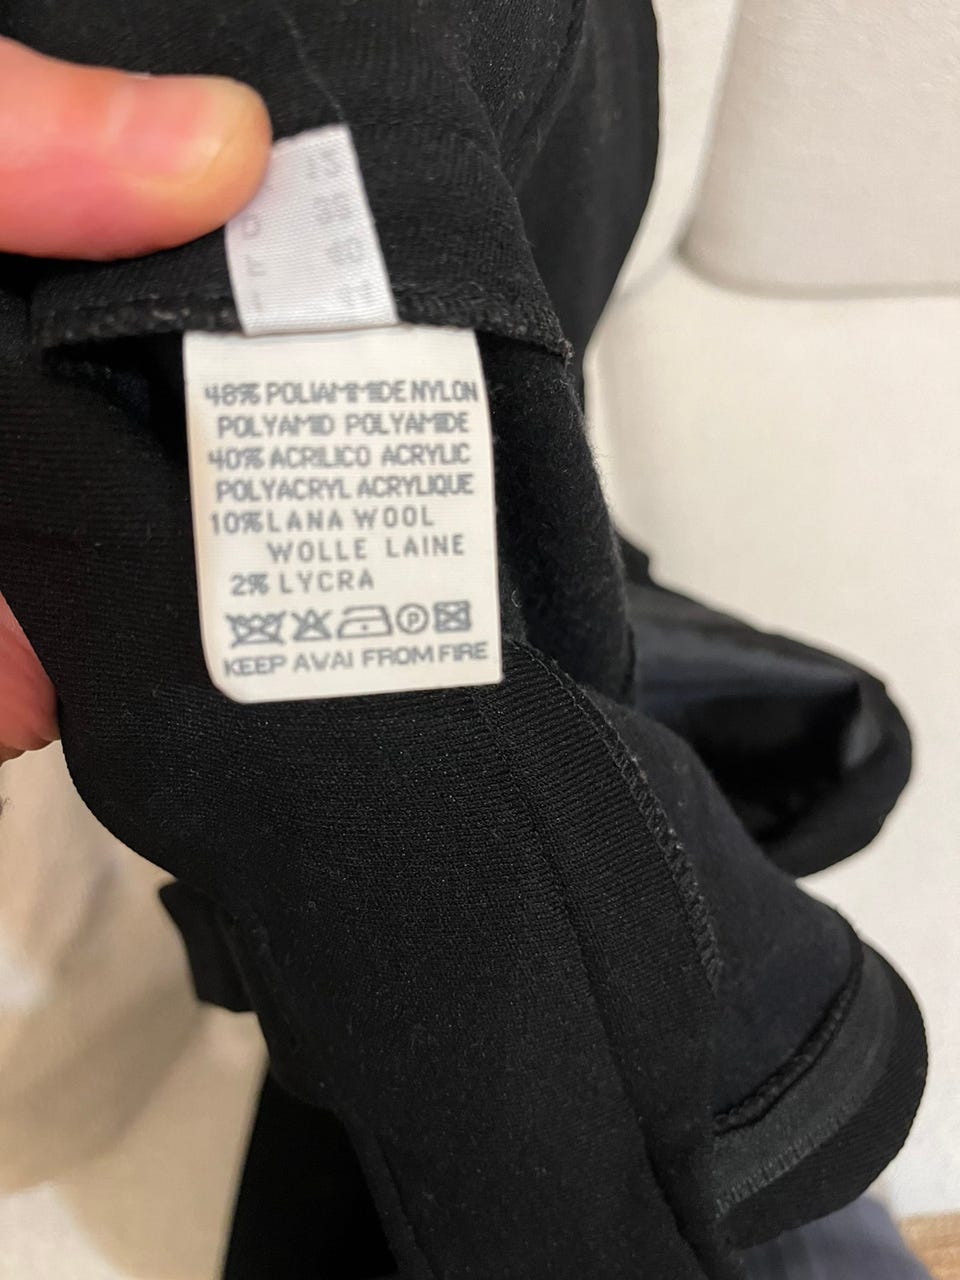 48% POLIAMMIDE NYLON
POLYAMID POLYAMIDE
40% ACRILICO ACRYLIC
POLYACRYL ACRYLIQUE
10% LANA WOOL
WOLLE LAINE
2% LYCRA
P
KEEP AWAI FROM FIRE